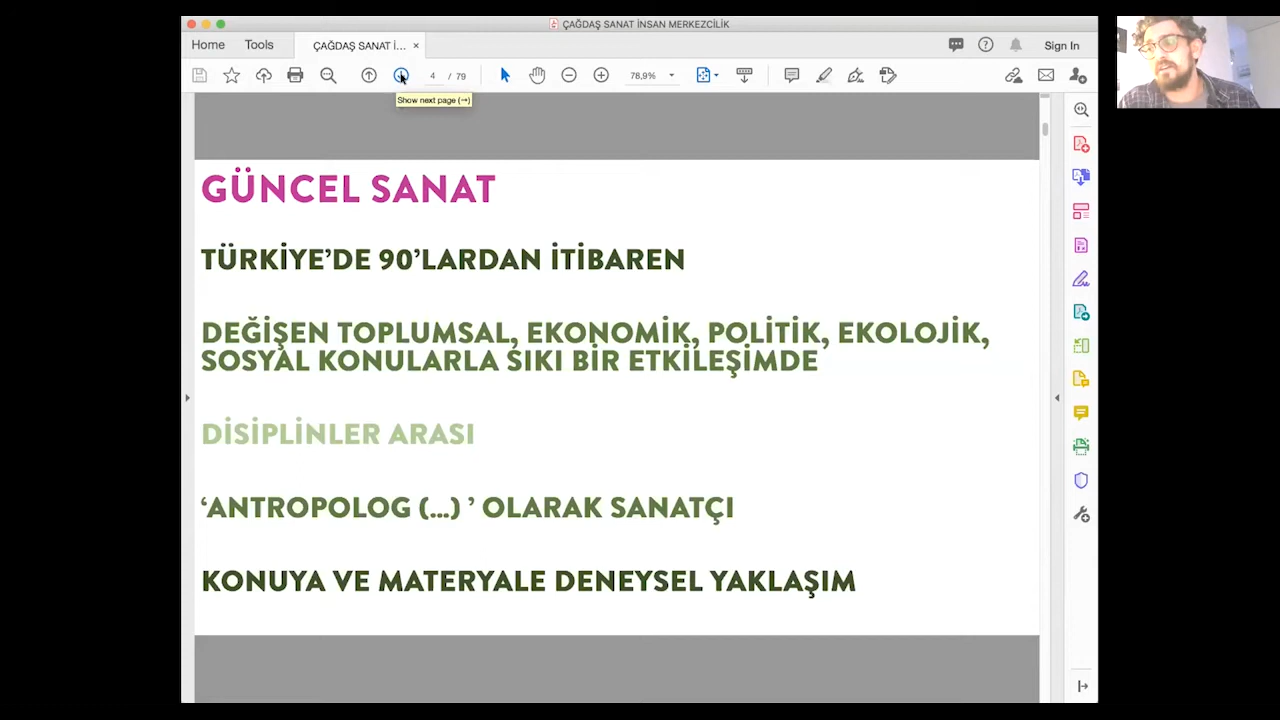 ÇAĞDAŞ SANAT İNSAN MERKEZCİLİK
Home
Tools
ÇAĞDAŞ SANAT İ... ×
Sign In
4 / 79
78,9%
Show next page (→)
GÜNCEL SANAT
TÜRKİYE’DE 90’LARDAN İTİBAREN
DEĞİŞEN TOPLUMSAL, EKONOMİK, POLİTİK, EKOLOJİK,
SOSYAL KONULARLA SIKI BİR ETKİLEŞİMDE
DİSİPLİNLER ARASI
‘ANTROPOLOG (...) ’ OLARAK SANATÇI
KONUYA VE MATERYALE DENEYSEL YAKLAŞIM